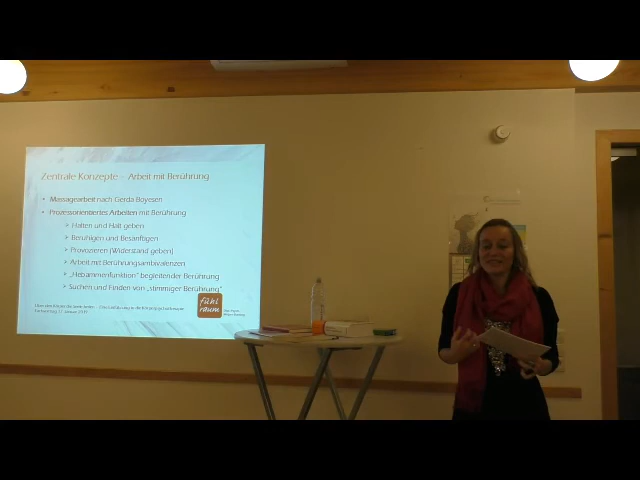 Zentrale Konzepte – Arbeit mit Berührung
Massagearbeit nach Gerda Boyesen
Prozessorientiertes Arbeiten mit Berührung
Halten und Halt geben
Beruhigen und Besänftigen
Provozieren (Widerstand geben)
Arbeit mit Berührungsambivalenzen
„Hebammenfunktion“ begleitender Berührung
Suchen und Finden von „stimmiger Berührung“
fühl
raum